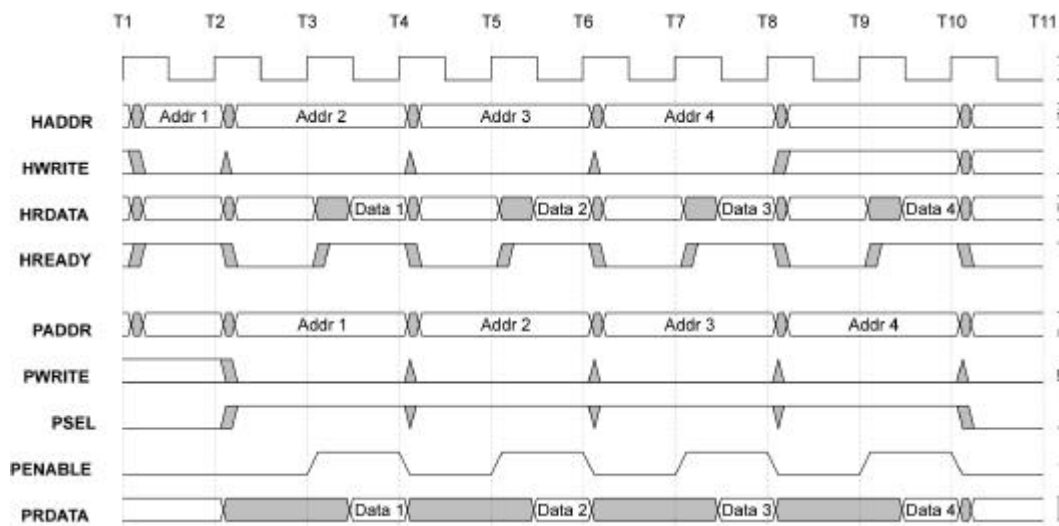 T1 T2 T3 T4 T5 T6 T7 T8 T9 T10 T11
HADDR Addr 1 Addr 2 Addr 3 Addr 4
HWRITE
HRDATA Data 1 Data 2 Data 3 Data 4
HREADY
PADDR Addr 1 Addr 2 Addr 3 Addr 4
PWRITE
PSEL
PENABLE
PRDATA Data 1 Data 2 Data 3 Data 4